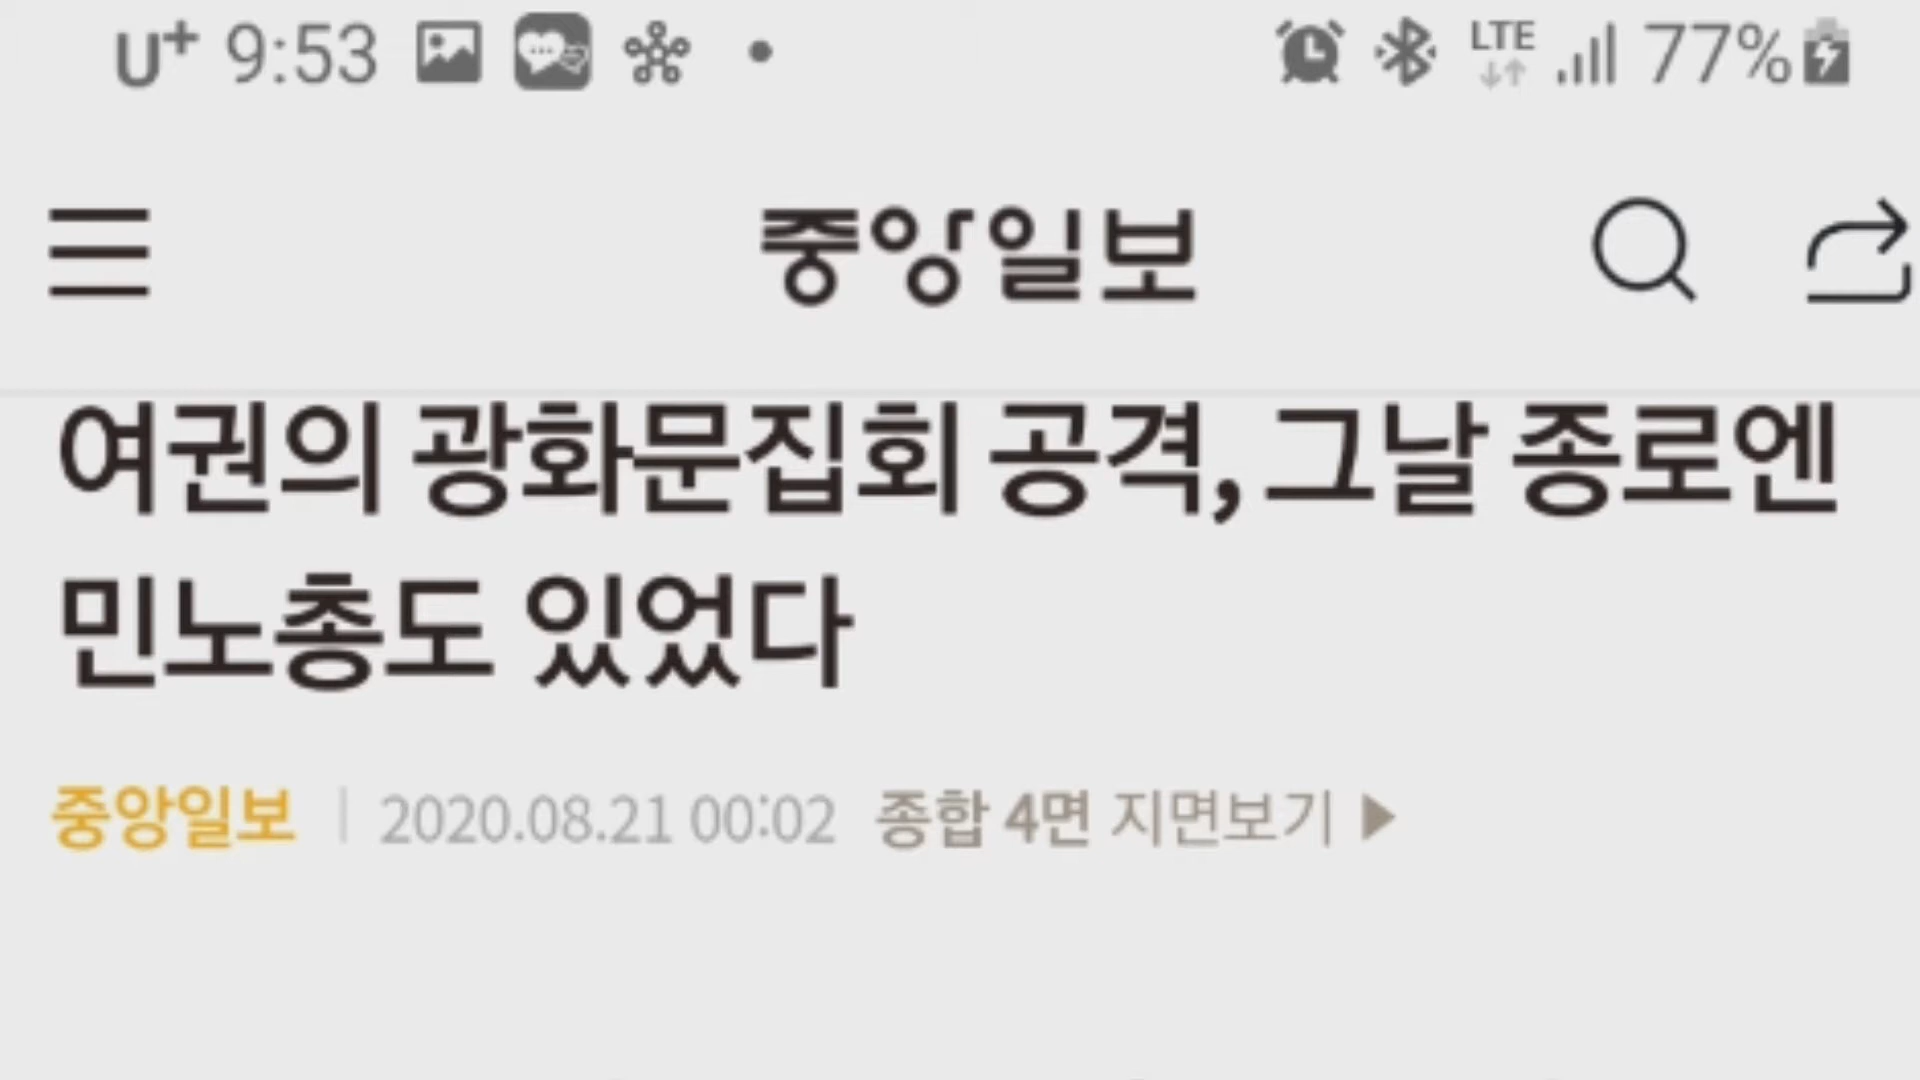 U+ 9:53 LTE 77%
중앙일보
여권의 광화문집회 공격, 그날 종로엔
민노총도 있었다
중앙일보 | 2020.08.21 00:02 종합 4면 지면보기 ▶